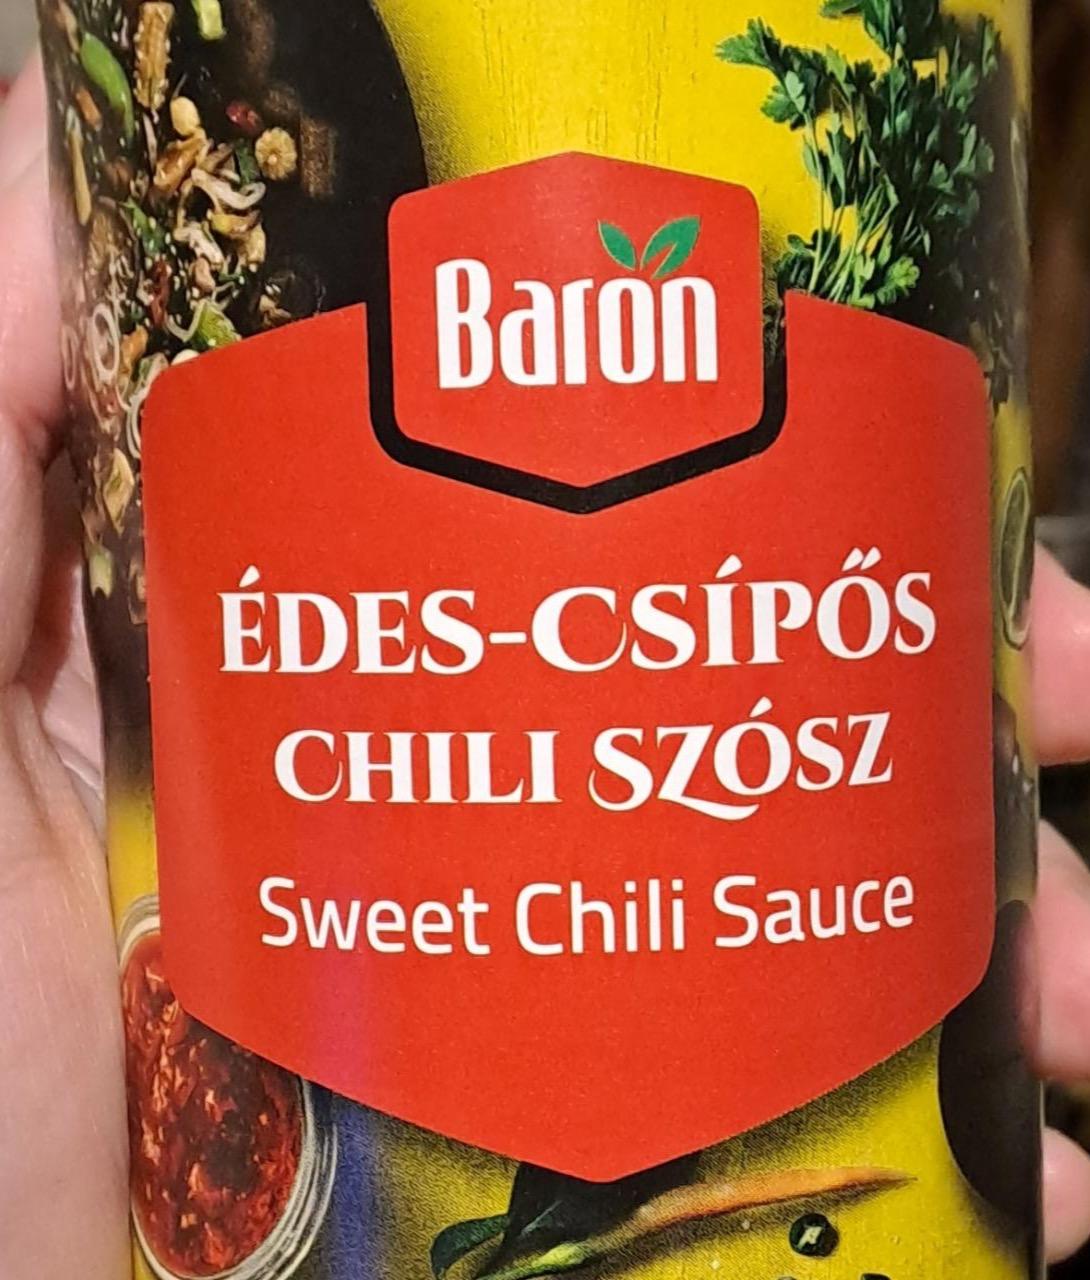 Baron
ÉDES-CSÍPŐS
CHILI SZÓSZ
Sweet Chili Sauce